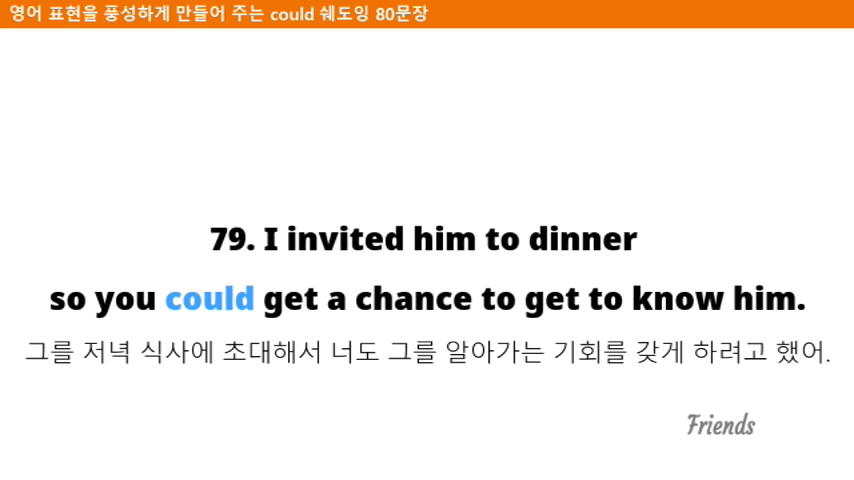 영어 표현을 풍성하게 만들어 주는 could 쉐도잉 80문장
79. I invited him to dinner
so you could get a chance to get to know him.
그를 저녁 식사에 초대해서 너도 그를 알아가는 기회를 갖게 하려고 했어.
Friends